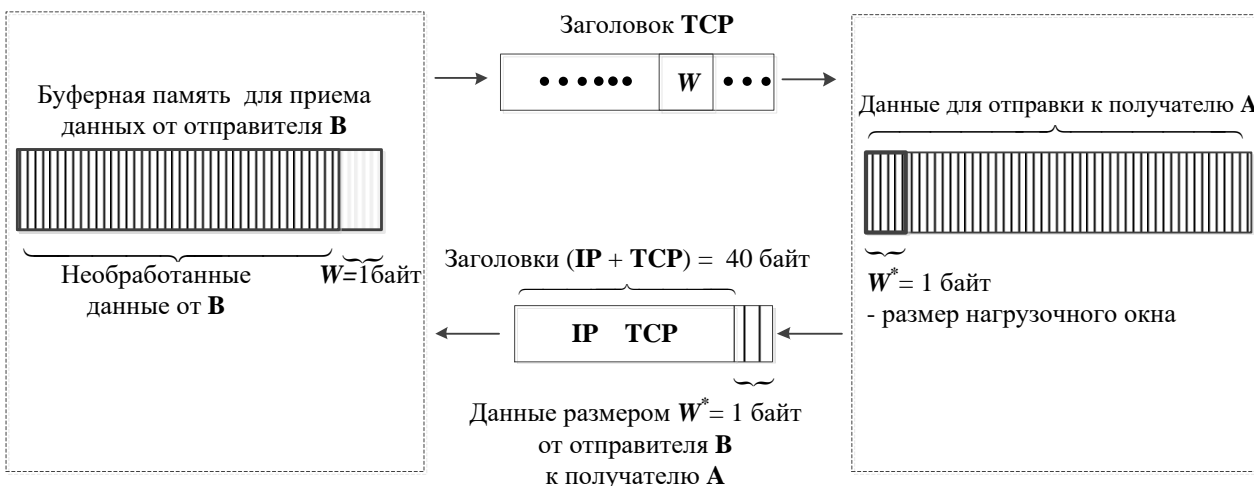 Заголовок TCP
• • • • • • W • • •
Буферная память для приема
данных от отправителя B
Необработанные
данные от B
W=1байт
Данные для отправки к получателю A
W*= 1 байт
- размер нагрузочного окна
Заголовки (IP + TCP) = 40 байт
IP TCP
Данные размером W*= 1 байт
от отправителя B
к получателю A